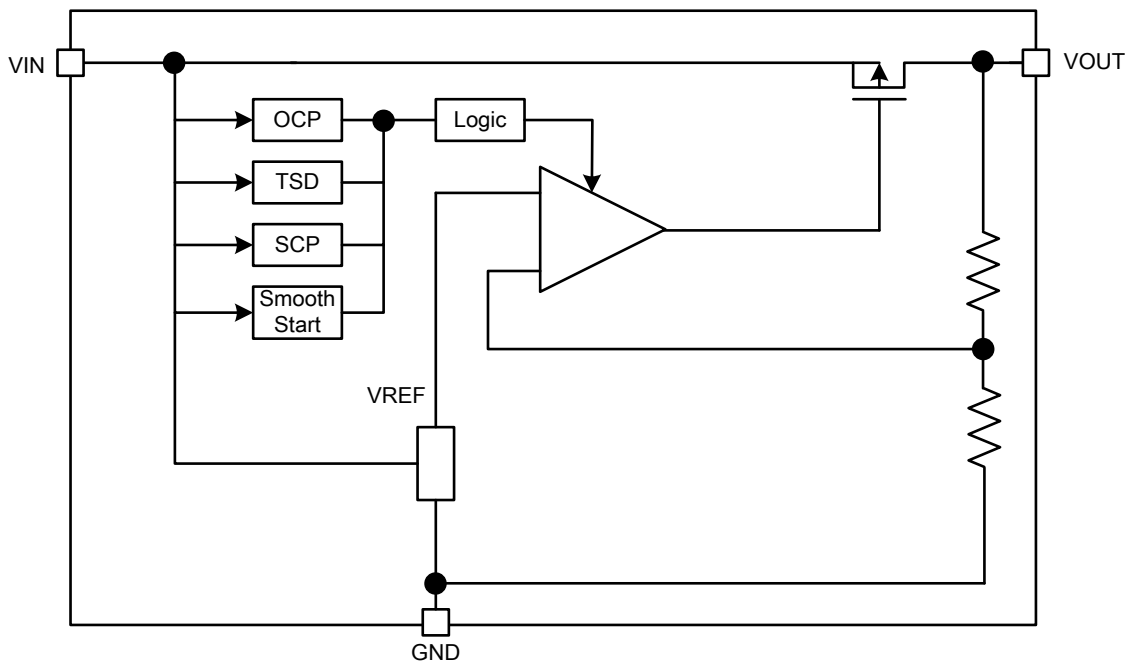 VIN
VOUT
OCP
Logic
TSD
SCP
Smooth
Start
VREF
GND